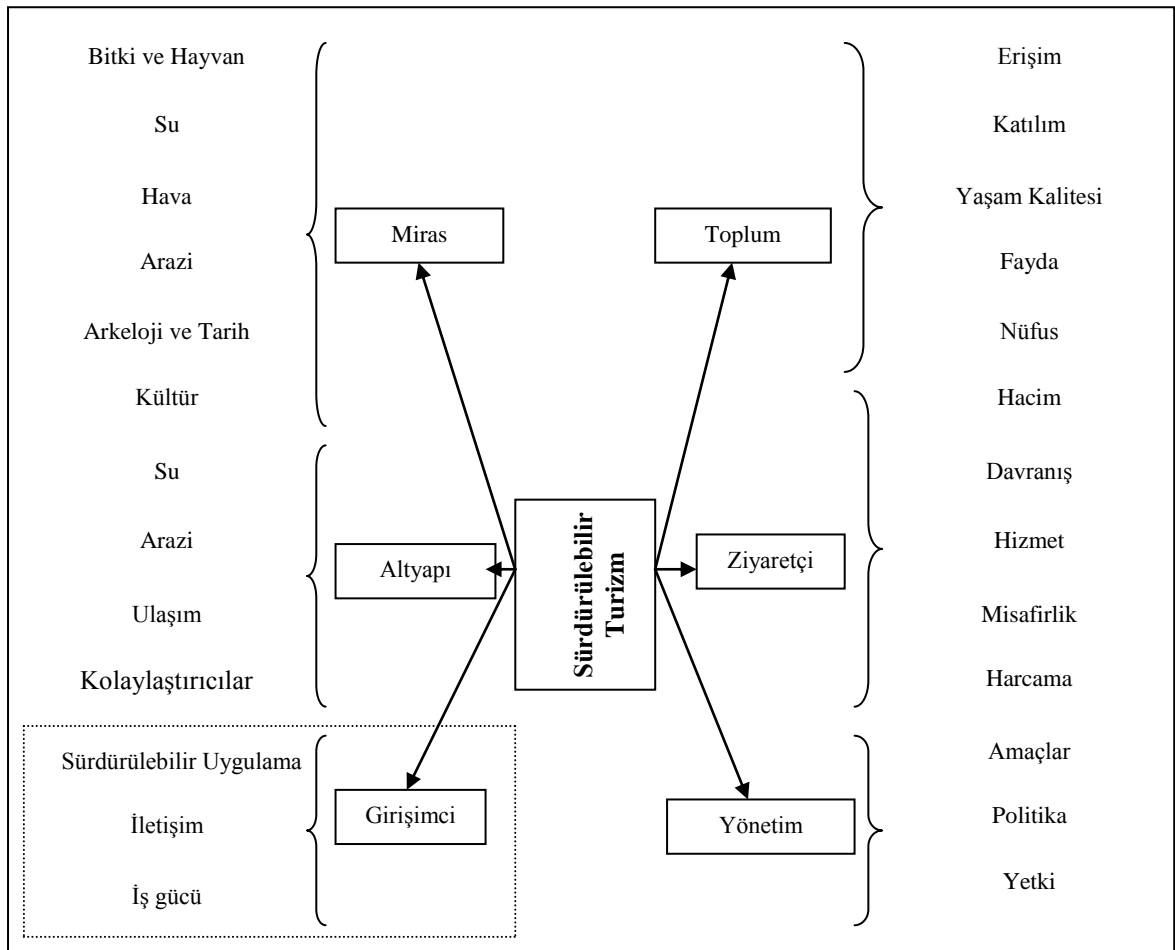 Bitki ve Hayvan
Su
Hava
Arazi
Arkeloji ve Tarih
Kültür
Miras
Su
Arazi
Ulaşım
Kolaylaştırıcılar
Altyapı
Sürdürülebilir Uygulama
İletişim
İş gücü
Girişimci
Sürdürülebilir
Turizm
Toplum
Erişim
Katılım
Yaşam Kalitesi
Fayda
Nüfus
Ziyaretçi
Hacim
Davranış
Hizmet
Misafirlik
Harcama
Yönetim
Amaçlar
Politika
Yetki